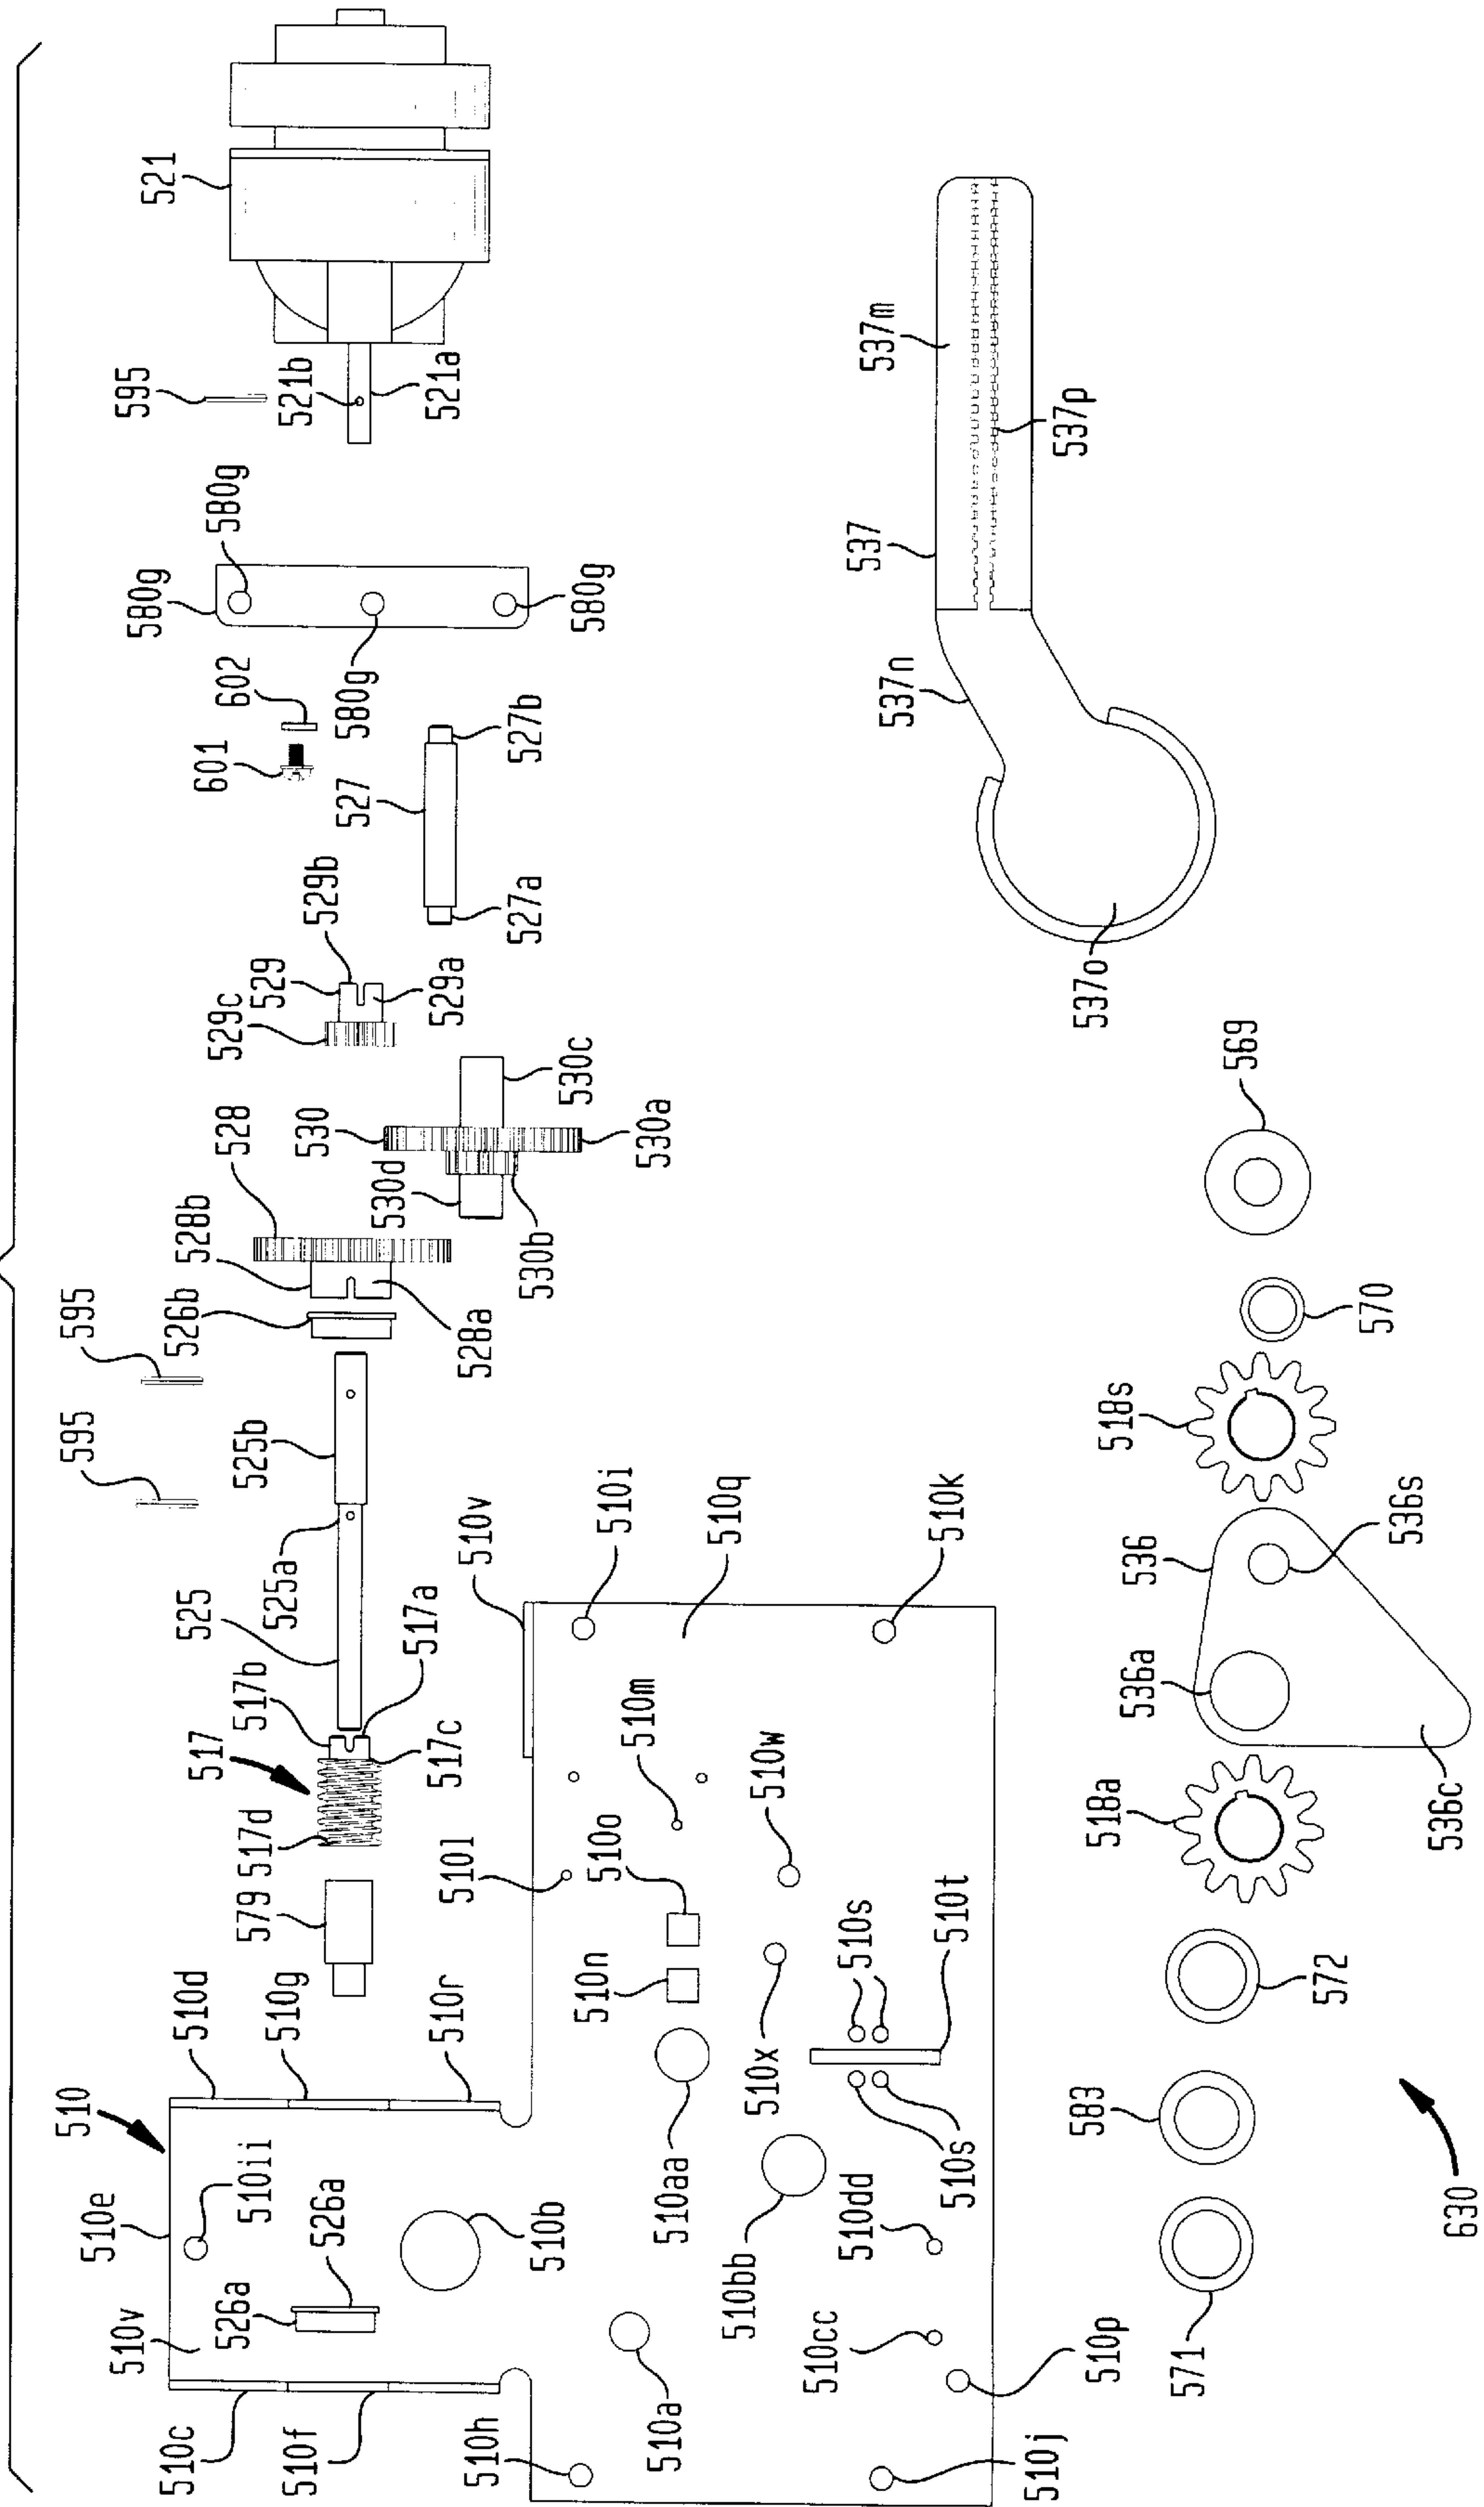 510
510e
510v
510ii
526a
526a
510c
510f
510d
510g
510r
510b
510h
510a
510aa
510bb
510cc
510dd
510p
510j
510s
510s
510t
510x
510w
510n
510o
510m
510l
510v
510i
510q
510k
579
517
517d
517b
517c
517a
525
525a
525b
595
595
526b
528b
528
528a
530
530d
530b
530c
530a
529c
529
529b
529a
527
527a
527b
601
602
580g
580g
580g
580g
595
521
521b
521a
537
537m
537p
537n
537o
571
583
572
518a
536
536a
536s
536c
518s
570
569
630